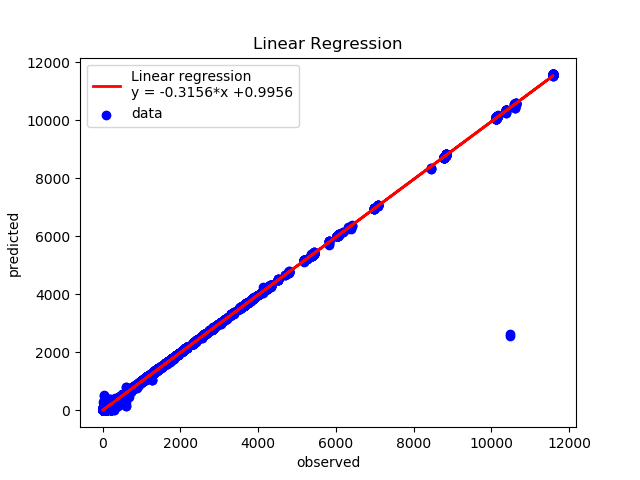 Linear Regression
Linear regression
y = -0.3156*x +0.9956
data
12000
10000
8000
6000
4000
2000
0
predicted
0 2000 4000 6000 8000 10000 12000
observed